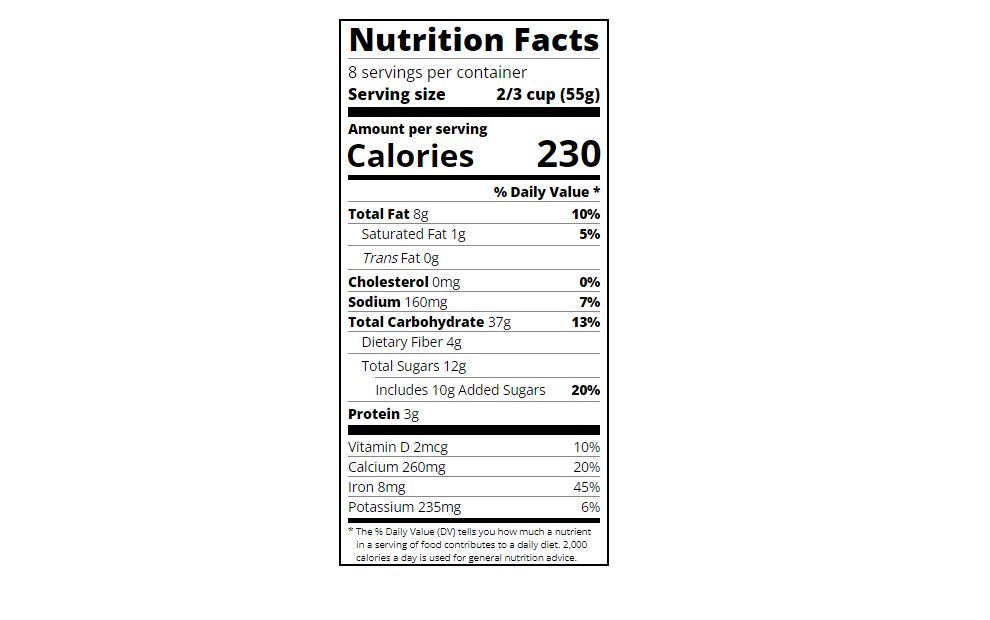 Nutrition Facts
8 servings per container
Serving size 2/3 cup (55g)
Amount per serving
Calories 230
% Daily Value *
Total Fat 8g 10%
Saturated Fat 1g 5%
Trans Fat 0g
Cholesterol 0mg 0%
Sodium 160mg 7%
Total Carbohydrate 37g 13%
Dietary Fiber 4g
Total Sugars 12g
Includes 10g Added Sugars 20%
Protein 3g
Vitamin D 2mcg 10%
Calcium 260mg 20%
Iron 8mg 45%
Potassium 235mg 6%
* The % Daily Value (DV) tells you how much a nutrient
in a serving of food contributes to a daily diet. 2,000
calories a day is used for general nutrition advice.